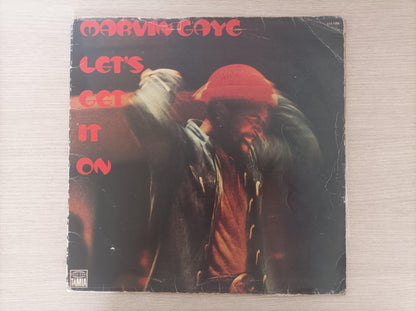 MARVIN GAYE
LET'S
GET
IT
ON
TAMLA